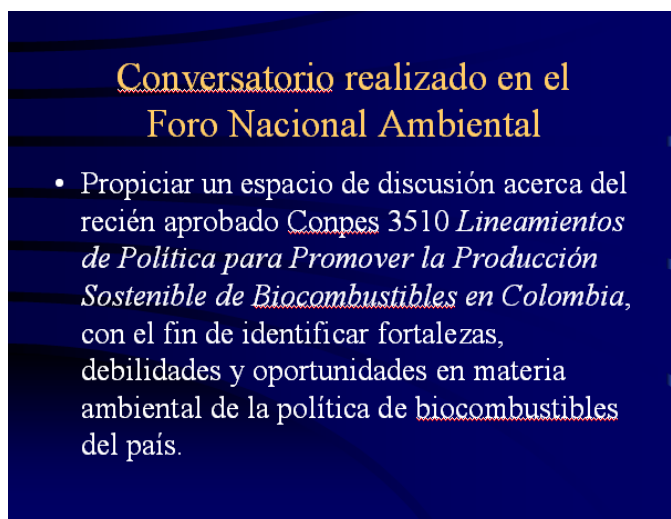 Conversatorio realizado en el
Foro Nacional Ambiental
• Propiciar un espacio de discusión acerca del
recién aprobado Conpes 3510 Lineamientos
de Política para Promover la Producción
Sostenible de Biocombustibles en Colombia,
con el fin de identificar fortalezas,
debilidades y oportunidades en materia
ambiental de la política de biocombustibles
del país.